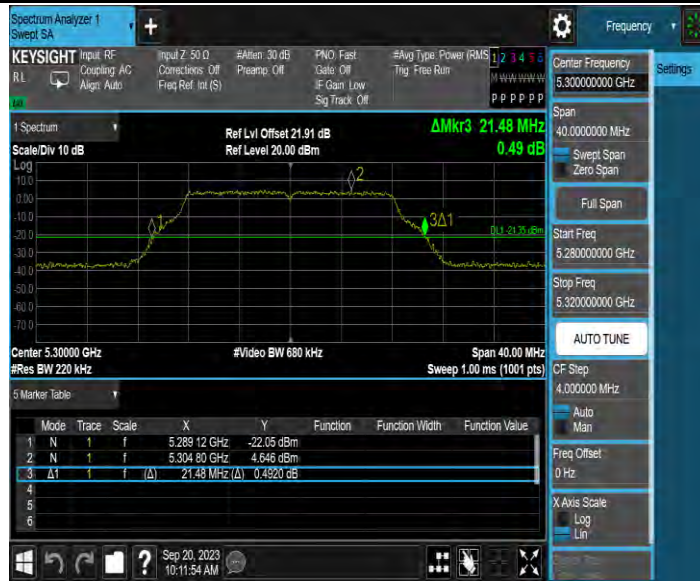 Spectrum Analyzer 1
Swept SA
+
Frequency
KEYSIGHT
RL
Input: RF
Coupling: AC
Align: Auto
Input Z: 50 Ω
Corrections: Off
Freq Ref: Int (S)
#Atten: 30 dB
Preamp: Off
PNO: Fast
Gate: Off
IF Gain: Low
Sig Track: Off
#Avg Type: Power (RMS
Trig: Free Run
1 2 3 4 5 6
M W W W W W
P P P P P P
1 Spectrum
Scale/Div 10 dB
Ref Lvl Offset 21.91 dB
Ref Level 20.00 dBm
ΔMkr3 21.48 MHz
0.49 dB
Log
10.0
0.00
-10.0
-20.0
-30.0
-40.0
-50.0
-60.0
-70.0
1
2
3Δ1
DL1 -21.35 dBm
Center 5.30000 GHz
#Res BW 220 kHz
#Video BW 680 kHz
Span 40.00 MHz
Sweep 1.00 ms (1001 pts)
5 Marker Table
Mode Trace Scale X Y Function Function Width Function Value
1 N 1 f 5.289 12 GHz -22.05 dBm
2 N 1 f 5.304 80 GHz 4.646 dBm
3 Δ1 1 f (Δ) 21.48 MHz (Δ) 0.4920 dB
4
5
6
?
Sep 20, 2023
10:11:54 AM
Center Frequency
5.300000000 GHz
Settings
Span
40.0000000 MHz
Swept Span
Zero Span
Full Span
Start Freq
5.280000000 GHz
Stop Freq
5.320000000 GHz
AUTO TUNE
CF Step
4.000000 MHz
Auto
Man
Freq Offset
0 Hz
X Axis Scale
Log
Lin